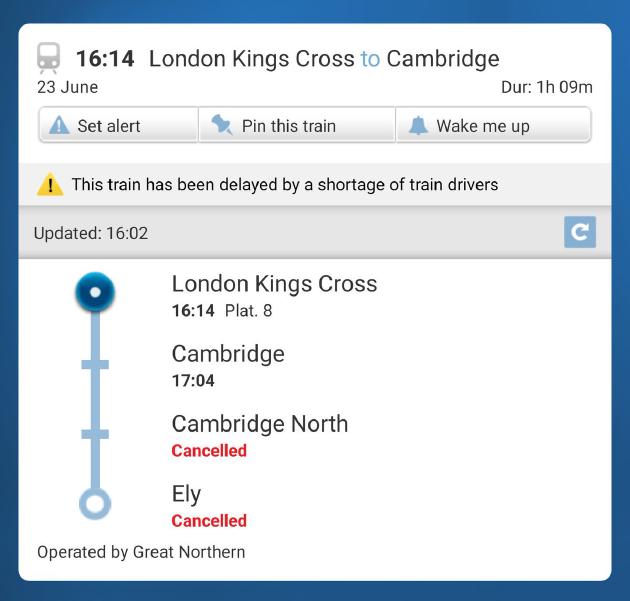 16:14 London Kings Cross to Cambridge
23 June Dur: 1h 09m
Set alert Pin this train Wake me up
This train has been delayed by a shortage of train drivers
Updated: 16:02
London Kings Cross
16:14 Plat. 8
Cambridge
17:04
Cambridge North
Cancelled
Ely
Cancelled
Operated by Great Northern